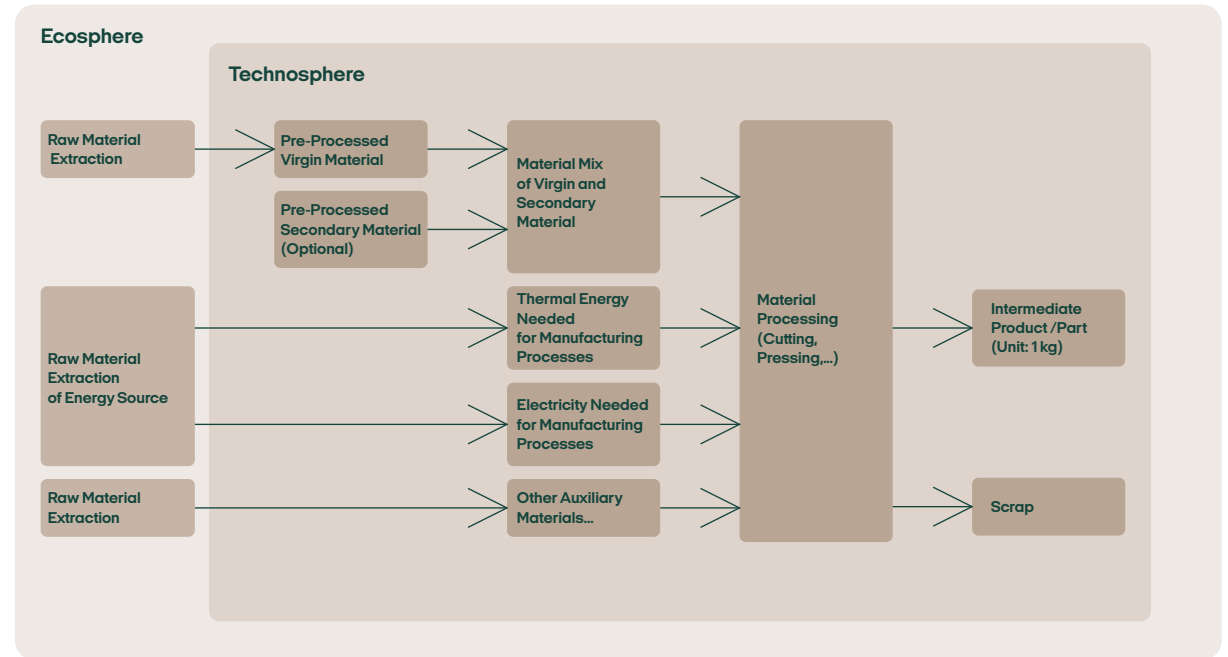 Ecosphere
Technosphere
Raw Material
Extraction
Pre-Processed
Virgin Material
Pre-Processed
Secondary Material
(Optional)
Material Mix
of Virgin and
Secondary
Material
Raw Material
Extraction
of Energy Source
Thermal Energy
Needed
for Manufacturing
Processes
Electricity Needed
for Manufacturing
Processes
Raw Material
Extraction
Other Auxiliary
Materials...
Material
Processing
(Cutting,
Pressing,...)
Intermediate
Product /Part
(Unit: 1 kg)
Scrap